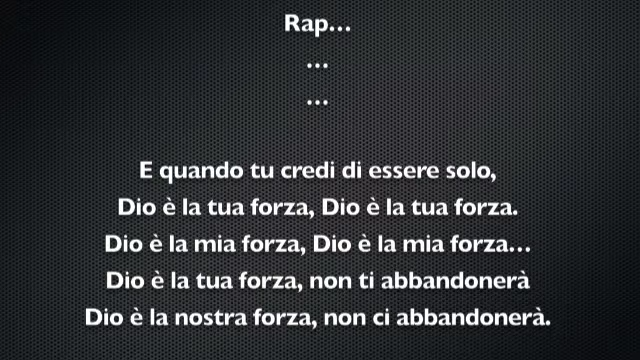 Rap...
...
...
E quando tu credi di essere solo,
Dio è la tua forza, Dio è la tua forza.
Dio è la mia forza, Dio è la mia forza...
Dio è la tua forza, non ti abbandonerà
Dio è la nostra forza, non ci abbandonerà.